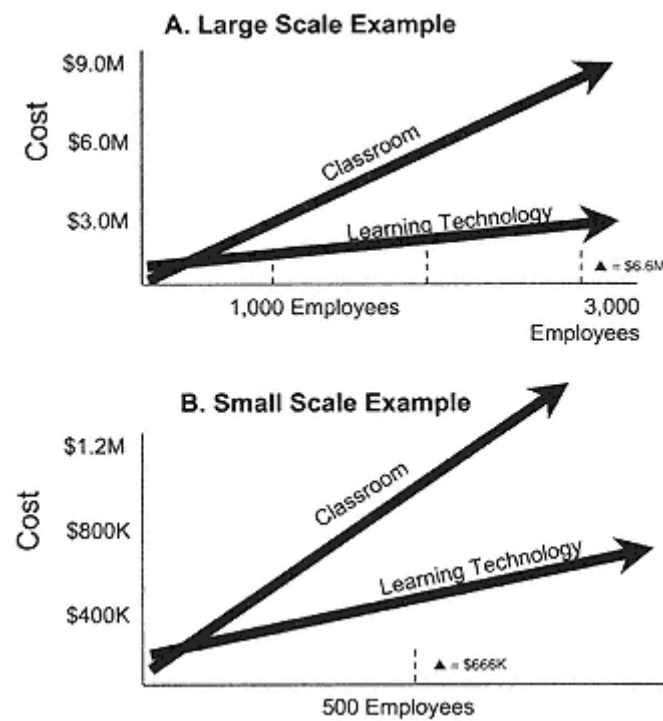 A. Large Scale Example
$9.0M
$6.0M
$3.0M
Cost
Classroom
Learning Technology
▲ = $6.6M
1,000 Employees
3,000
Employees
B. Small Scale Example
$1.2M
$800K
$400K
Cost
Classroom
Learning Technology
▲ = $666K
500 Employees